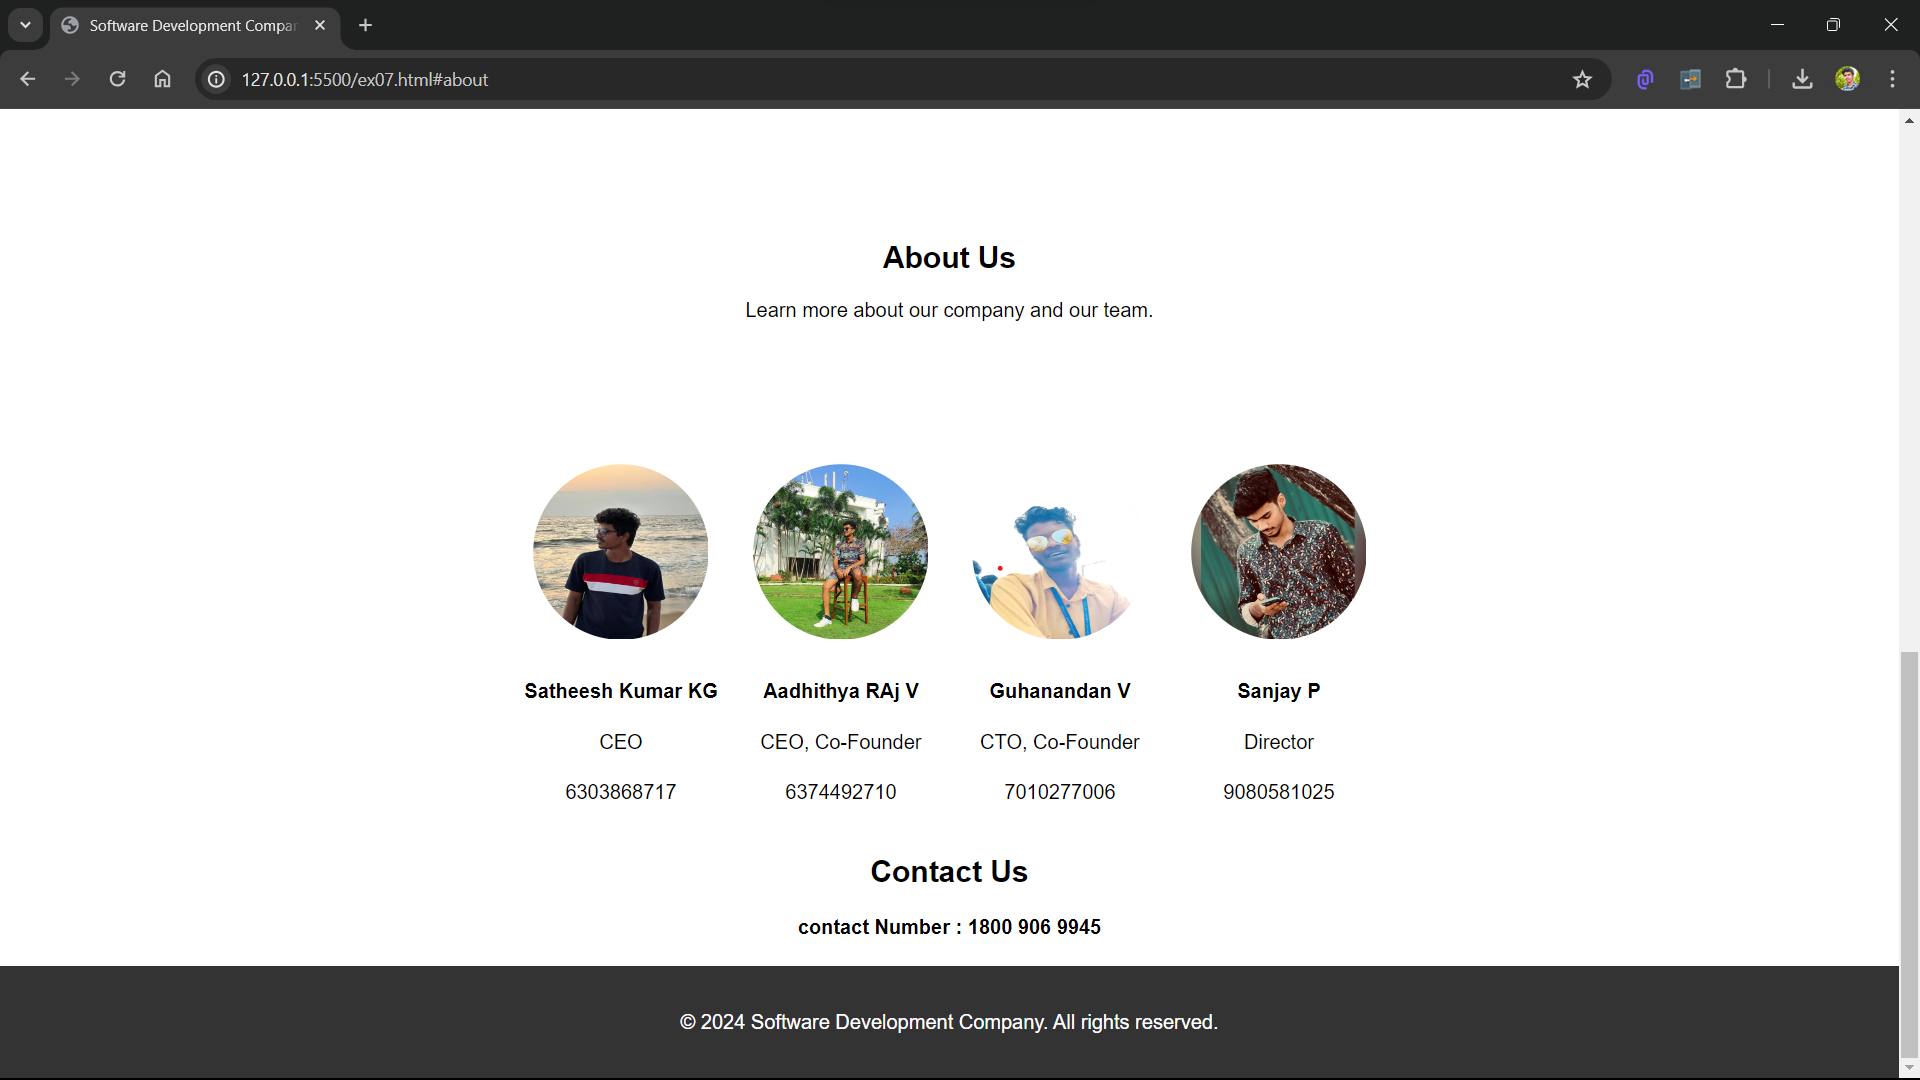 Software Development Compan
127.0.0.1:5500/ex07.html#about
About Us
Learn more about our company and our team.
Satheesh Kumar KG
Aadhithya RAj V
Guhanandan V
Sanjay P
CEO
CEO, Co-Founder
CTO, Co-Founder
Director
6303868717
6374492710
7010277006
9080581025
Contact Us
contact Number : 1800 906 9945
© 2024 Software Development Company. All rights reserved.